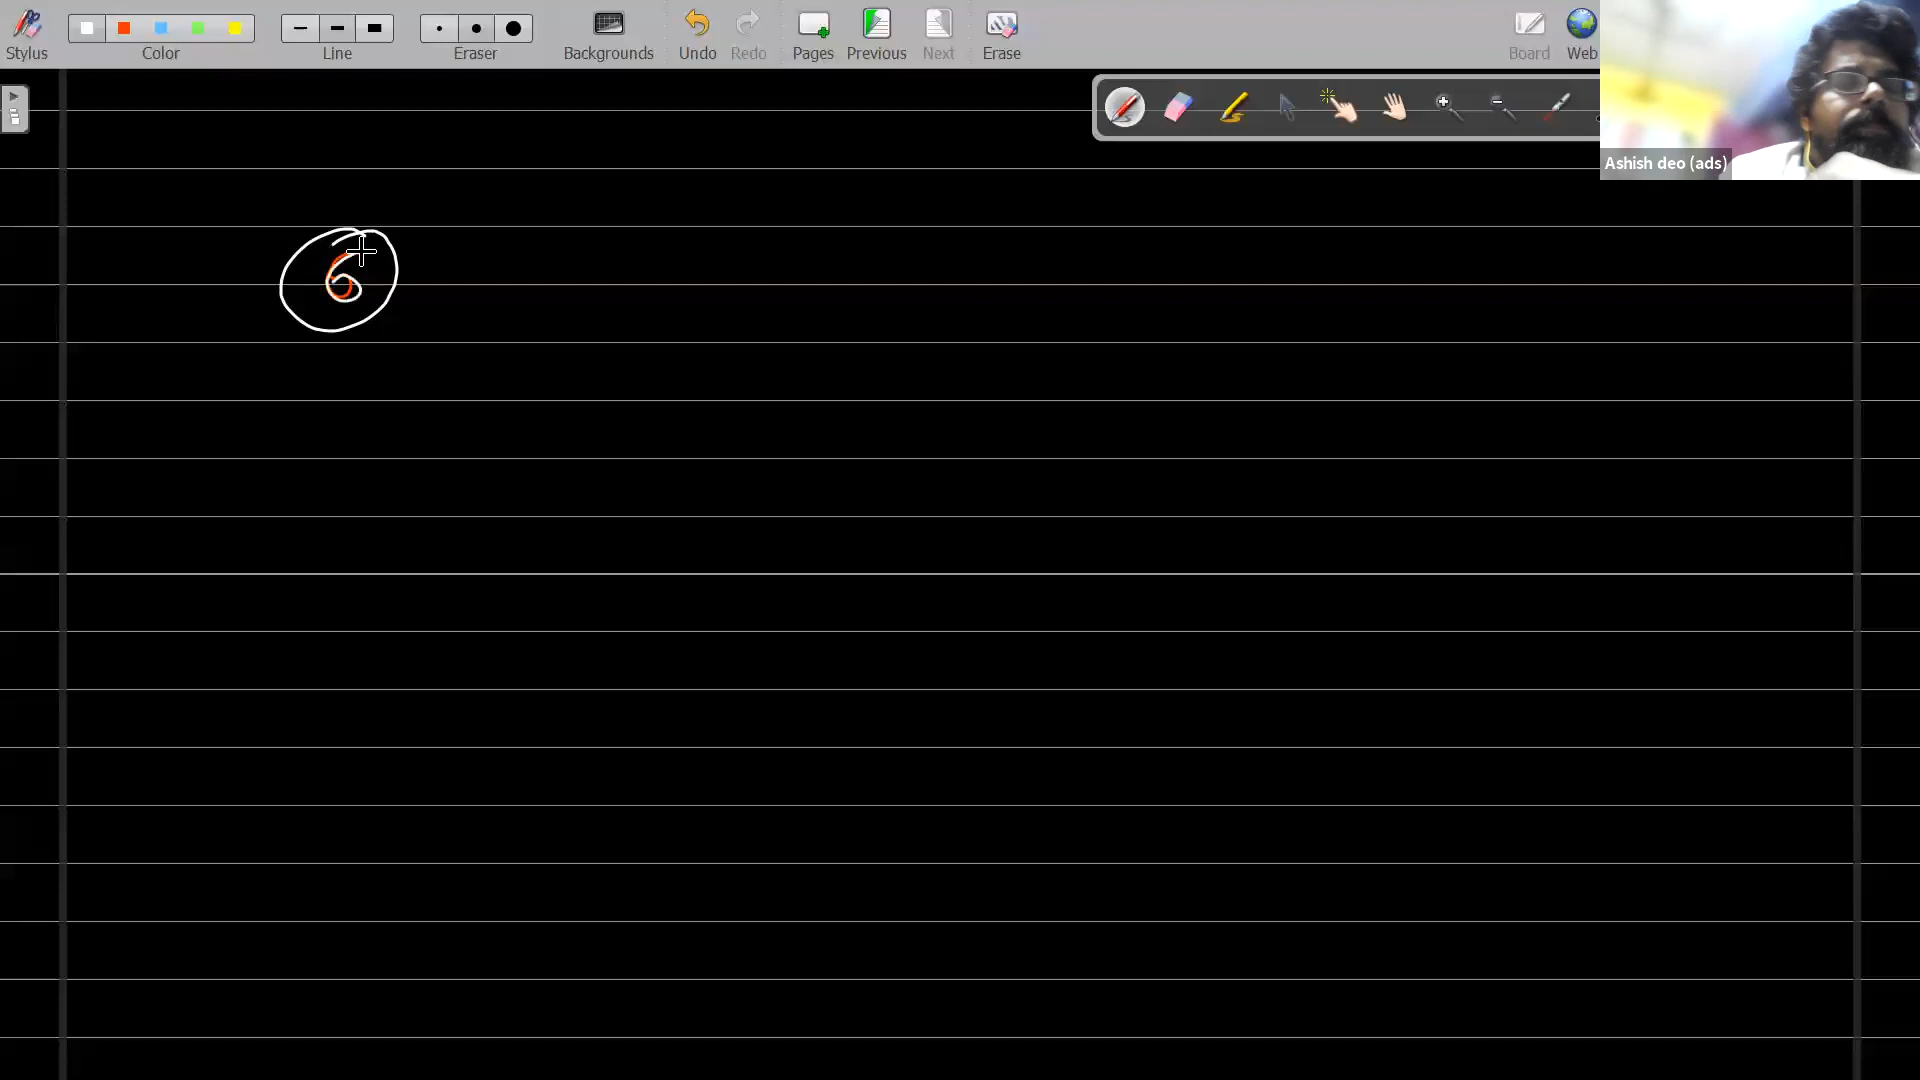 Stylus Color Line Eraser Backgrounds Undo Redo Pages Previous Next Erase Board Web
Ashish deo (ads)
6